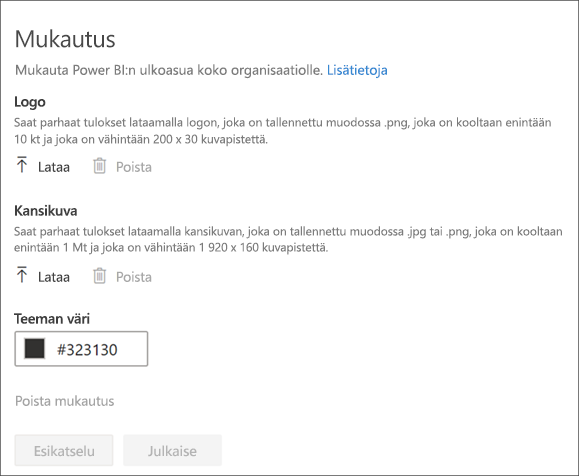 Mukautus
Mukauta Power BI:n ulkoasua koko organisaatiolle. Lisätietoja
Logo
Saat parhaat tulokset lataamalla logon, joka on tallennettu muodossa .png, joka on kooltaan enintään
10 kt ja joka on vähintään 200 x 30 kuvapistettä.
Lataa Poista
Kansikuva
Saat parhaat tulokset lataamalla kansikuvan, joka on tallennettu muodossa .jpg tai .png, joka on kooltaan
enintään 1 Mt ja joka on vähintään 1 920 x 160 kuvapistettä.
Lataa Poista
Teeman väri
#323130
Poista mukautus
Esikatselu Julkaise